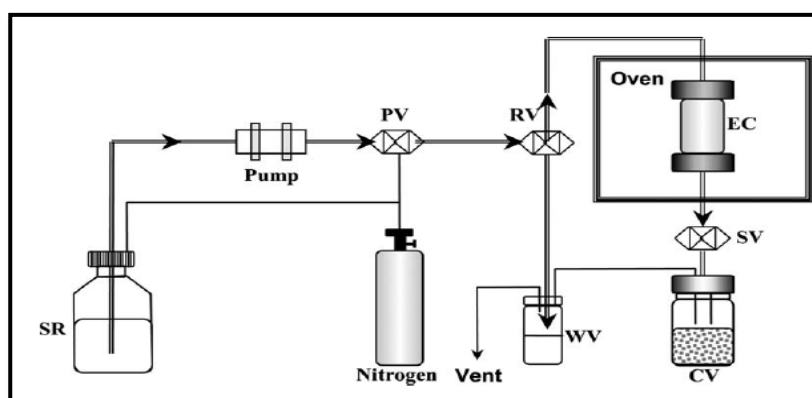 Oven
PV
RV
EC
Pump
SV
SR
WV
Nitrogen
Vent
CV